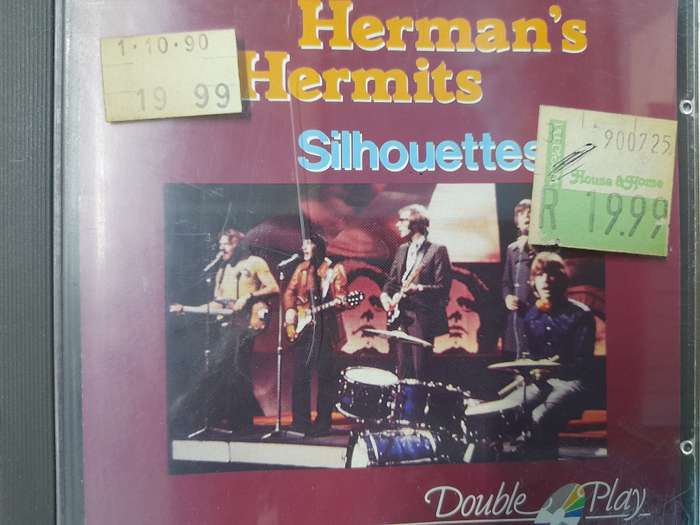 Herman's
Hermits
Silhouettes
1·10·90
19 99
900725
House & Home
R 19.99
Double Play